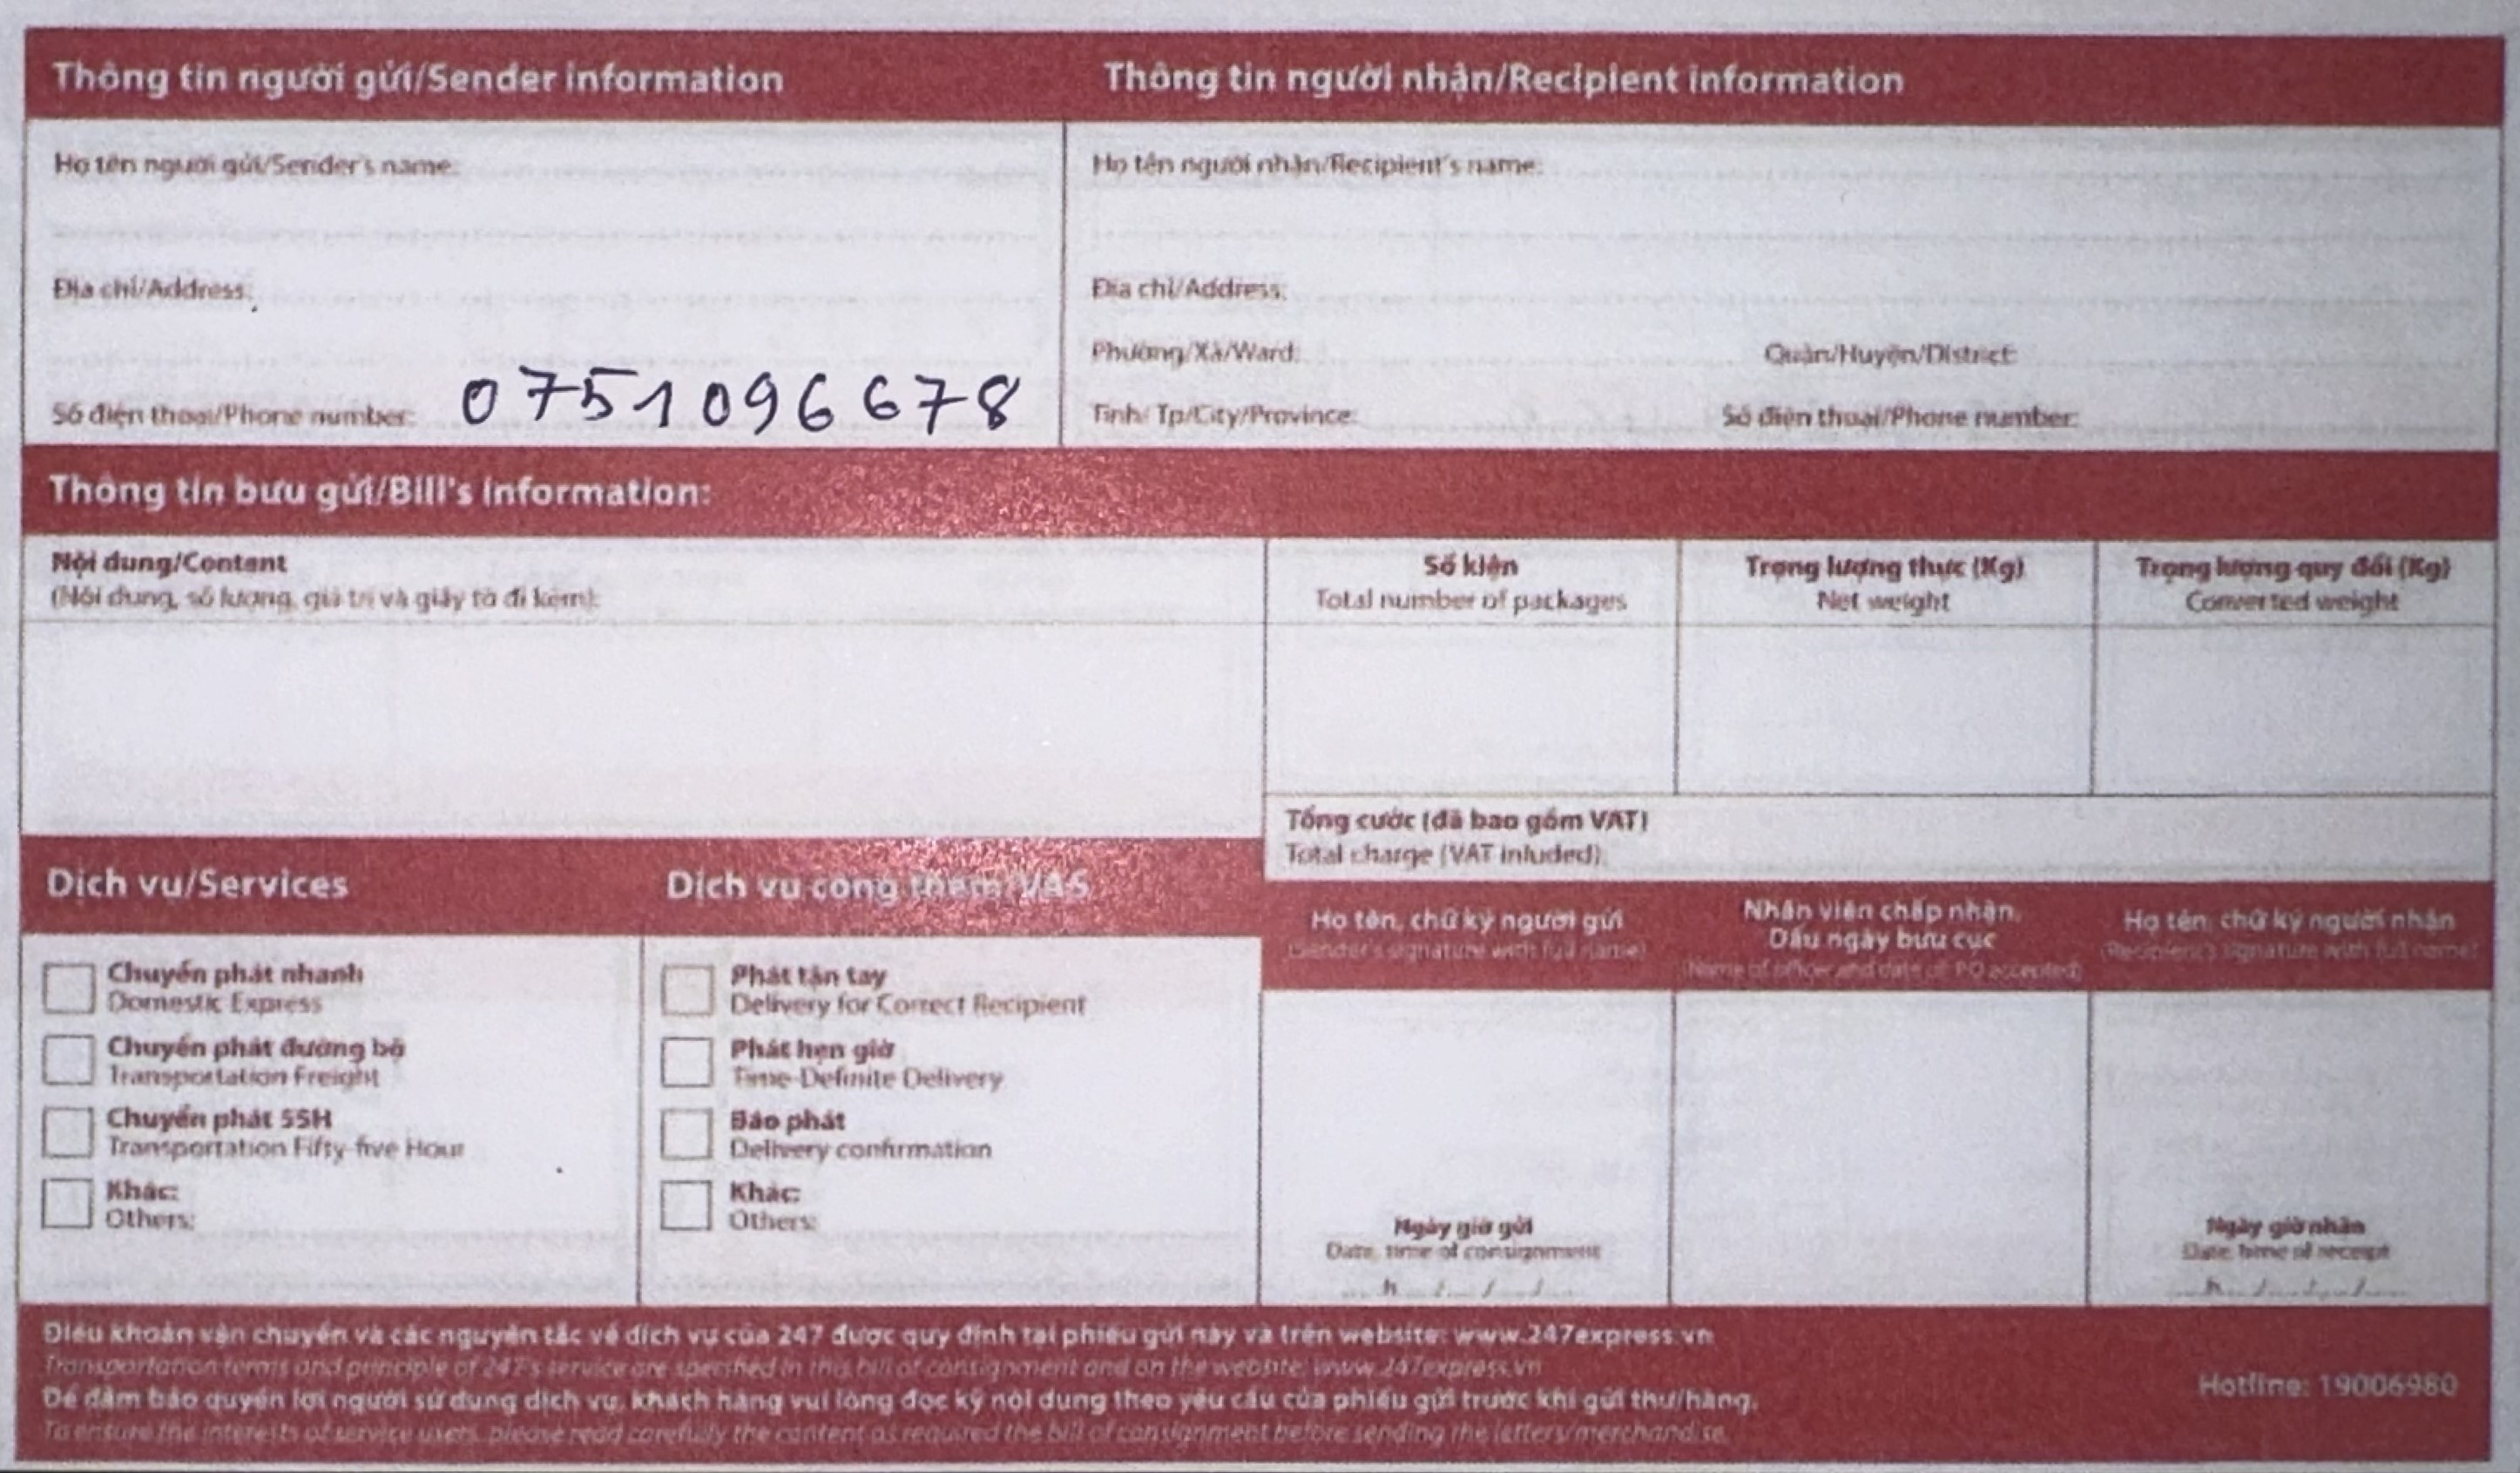 Thông tin người gửi/Sender information
Thông tin người nhận/Recipient information
Họ tên người gửi/Sender's name:
Họ tên người nhận/Recipient's name:
Địa chỉ/Address:
Địa chỉ/Address:
Phường/Xã/Ward:
Quận/Huyện/District:
Số điện thoại/Phone number: 0751096678
Tỉnh/ Tp/City/Province:
Số điện thoại/Phone number:
Thông tin bưu gửi/Bill's information:
Nội dung/Content
(Nội dung, số lượng, giá trị và giấy tờ đi kèm):
Số kiện
Total number of packages
Trọng lượng thực (Kg)
Net weight
Trọng lượng quy đổi (Kg)
Converted weight
Tổng cước (đã bao gồm VAT)
Total charge (VAT inluded):
Dịch vụ/Services
Dịch vụ cộng thêm/VAS
Họ tên, chữ ký người gửi
(Sender's signature with full name)
Nhân viên chấp nhận,
Dấu ngày bưu cục
(Name of officer and date of PO accepted)
Họ tên, chữ ký người nhận
(Recipient's signature with full name)
Chuyển phát nhanh
Domestic Express
Chuyển phát đường bộ
Transportation Freight
Chuyển phát 55H
Transportation Fifty-five Hour
Khác:
Others:
Phát tận tay
Delivery for Correct Recipient
Phát hẹn giờ
Time-Definite Delivery
Báo phát
Delivery confirmation
Khác:
Others:
Ngày giờ gửi
Date, time of consignment
h / /
Ngày giờ nhận
Date, time of receipt
h / /
Điều khoản vận chuyển và các nguyên tắc về dịch vụ của 247 được quy định tại phiếu gửi này và trên website: www.247express.vn
Transportation terms and principle of 247's service are specified in this bill of consignment and on the website: www.247express.vn
Để đảm bảo quyền lợi người sử dụng dịch vụ, khách hàng vui lòng đọc kỹ nội dung theo yêu cầu của phiếu gửi trước khi gửi thư/hàng.
To ensure the interests of service users, please read carefully the content as required the bill of consignment before sending the letters/merchandise.
Hotline: 19006980